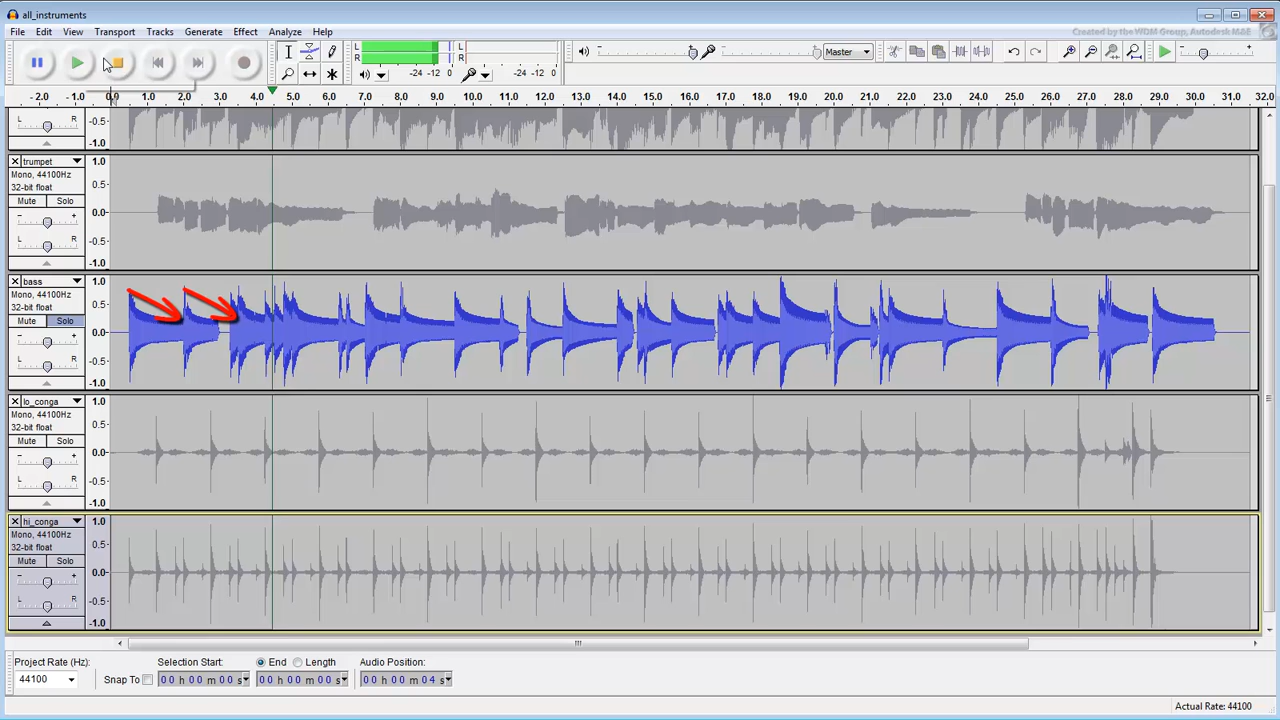 all_instruments
File Edit View Transport Tracks Generate Effect Analyze Help
Created by the WDM Group, Autodesk M&E
L L
R R
-24 -12 0 -24 -12 0
Master
-2.0 -1.0 0.0 1.0 2.0 3.0 4.0 5.0 6.0 7.0 8.0 9.0 10.0 11.0 12.0 13.0 14.0 15.0 16.0 17.0 18.0 19.0 20.0 21.0 22.0 23.0 24.0 25.0 26.0 27.0 28.0 29.0 31.0 32.0
L R -0.5
-1.0
trumpet 1.0
Mono, 44100Hz
32-bit float 0.5
Mute Solo
- + 0.0
L R -0.5
-1.0
bass 1.0
Mono, 44100Hz
32-bit float 0.5
Mute Solo
- + 0.0
L R -0.5
-1.0
lo_conga 1.0
Mono, 44100Hz
32-bit float 0.5
Mute Solo
- + 0.0
L R -0.5
-1.0
hi_conga 1.0
Mono, 44100Hz
32-bit float 0.5
Mute Solo
- + 0.0
L R -0.5
-1.0
Project Rate (Hz): Selection Start: End Length Audio Position:
44100 Snap To 00 h 00 m 00 s 00 h 00 m 00 s 00 h 00 m 04 s
Actual Rate: 44100